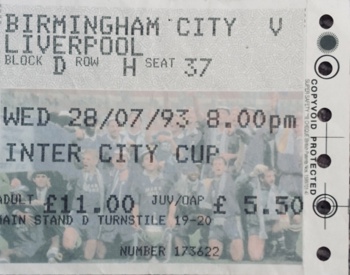 BIRMINGHAM CITY V
LIVERPOOL
BLOCK D ROW H SEAT 37
WED 28/07/93 8.00pm
INTER CITY CUP
ADULT £11.00 JUV/OAP £ 5.50
MAIN STAND D TURNSTILE 19-20
NUMBER 173622
COPYVOID PROTECTED